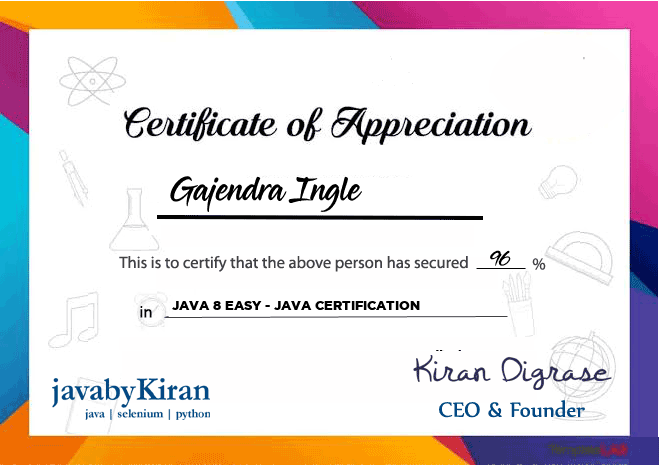 Certificate of Appreciation
Gajendra Ingle
This is to certify that the above person has secured 96 %
in JAVA 8 EASY - JAVA CERTIFICATION
Kiran Digrase
javabyKiran
CEO & Founder
java | selenium | python